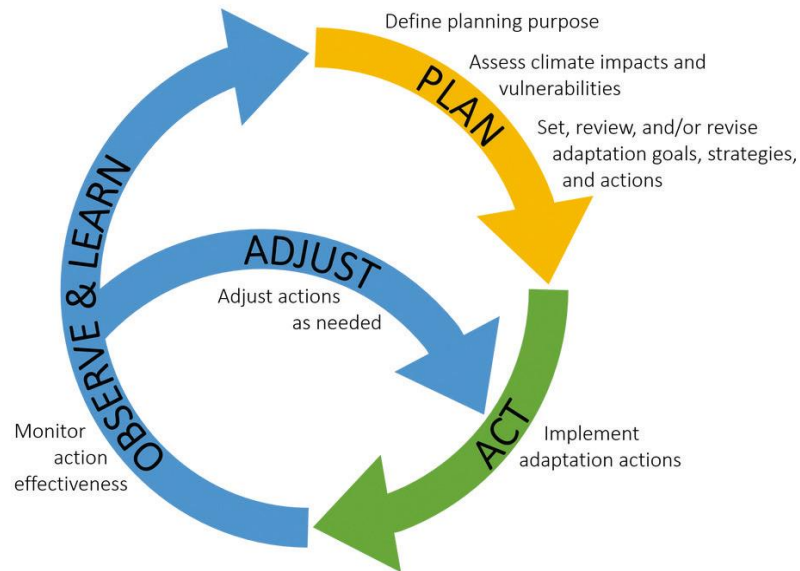 Define planning purpose
PLAN
Assess climate impacts and
vulnerabilities
Set, review, and/or revise
adaptation goals, strategies,
and actions
OBSERVE & LEARN
ADJUST
Adjust actions
as needed
ACT
Implement
adaptation actions
Monitor
action
effectiveness